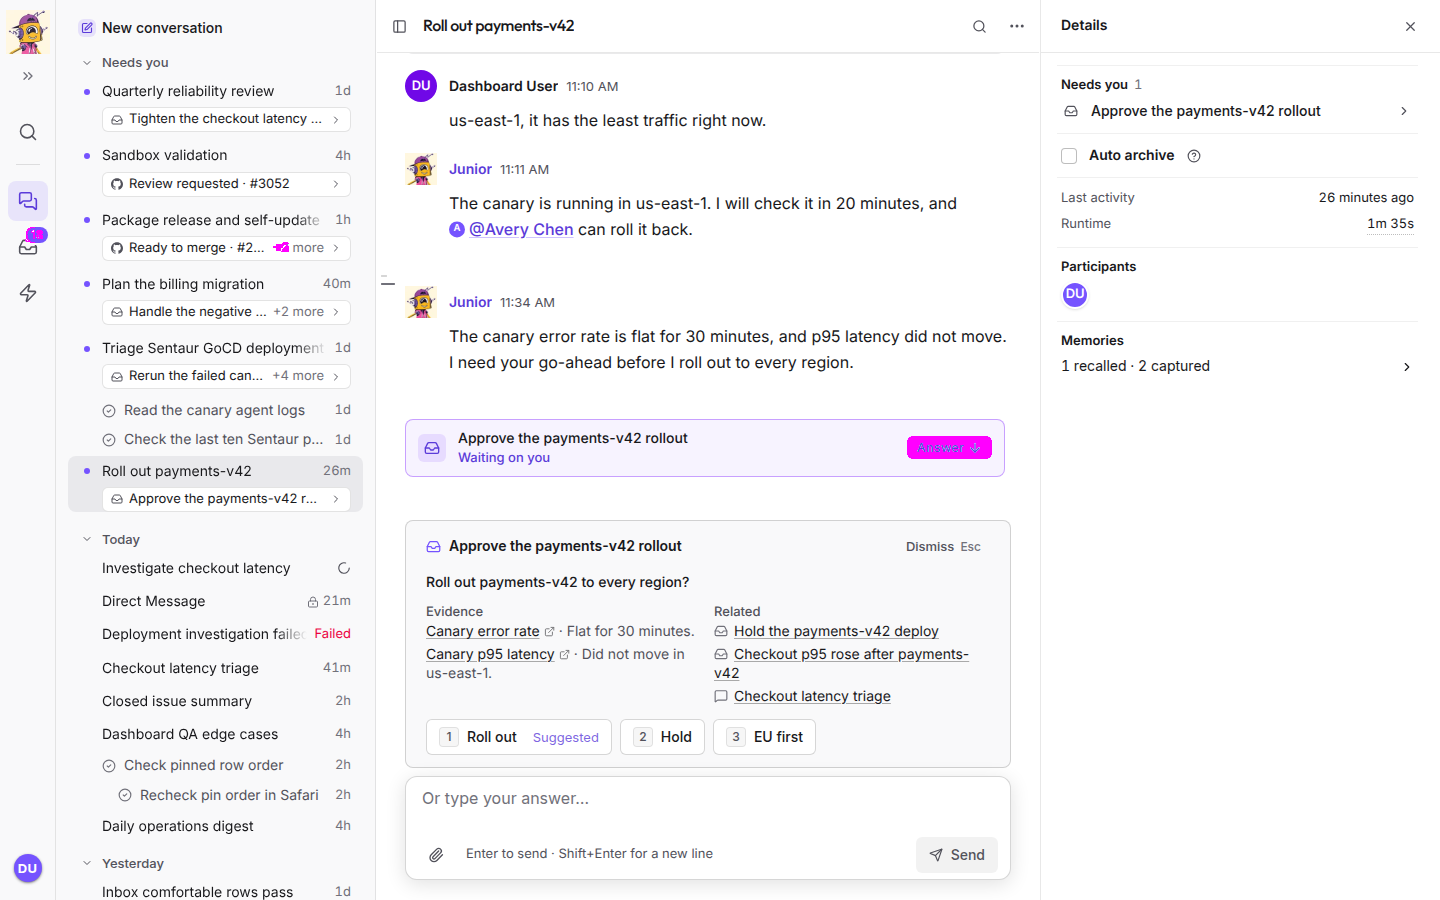 New conversation
Needs you
Quarterly reliability review 1d
Tighten the checkout latency ...
Sandbox validation 4h
Review requested · #3052
Package release and self-update 1h
Ready to merge · #2... more
Plan the billing migration 40m
Handle the negative ... +2 more
Triage Sentaur GoCD deployment 1d
Rerun the failed can... +4 more
Read the canary agent logs 1d
Check the last ten Sentaur p... 1d
Roll out payments-v42 26m
Approve the payments-v42 r...
Today
Investigate checkout latency
Direct Message 21m
Deployment investigation failed Failed
Checkout latency triage 41m
Closed issue summary 2h
Dashboard QA edge cases 4h
Check pinned row order 2h
Recheck pin order in Safari 2h
Daily operations digest 4h
Yesterday
Inbox comfortable rows pass 1d
DU
Roll out payments-v42
DU Dashboard User 11:10 AM
us-east-1, it has the least traffic right now.
Junior 11:11 AM
The canary is running in us-east-1. I will check it in 20 minutes, and
A @Avery Chen can roll it back.
Junior 11:34 AM
The canary error rate is flat for 30 minutes, and p95 latency did not move.
I need your go-ahead before I roll out to every region.
Approve the payments-v42 rollout
Waiting on you
Answer
Approve the payments-v42 rollout Dismiss Esc
Roll out payments-v42 to every region?
Evidence
Canary error rate · Flat for 30 minutes.
Canary p95 latency · Did not move in
us-east-1.
Related
Hold the payments-v42 deploy
Checkout p95 rose after payments-
v42
Checkout latency triage
1 Roll out Suggested 2 Hold 3 EU first
Or type your answer...
Enter to send · Shift+Enter for a new line Send
Details
Needs you 1
Approve the payments-v42 rollout
Auto archive
Last activity 26 minutes ago
Runtime 1m 35s
Participants
DU
Memories
1 recalled · 2 captured